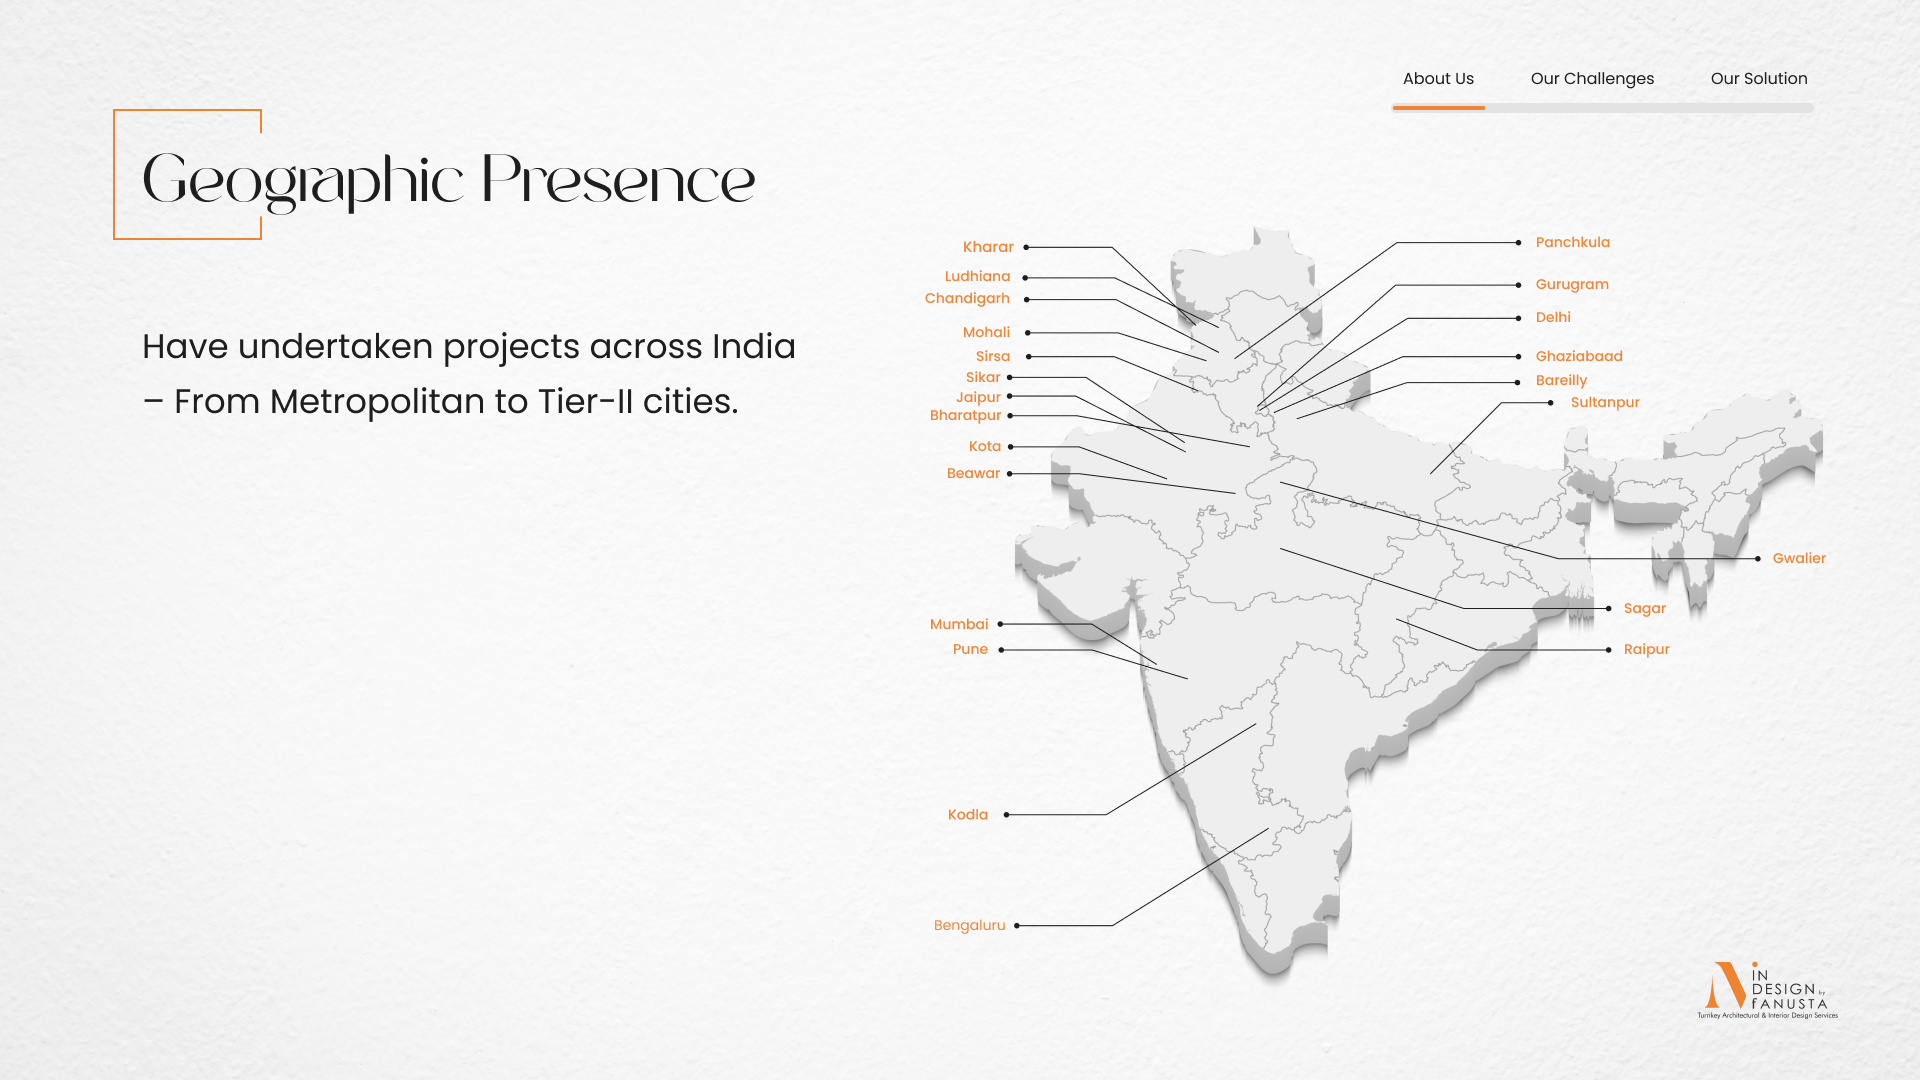 About Us
Our Challenges
Our Solution
Geographic Presence
Have undertaken projects across India
– From Metropolitan to Tier-II cities.
Kharar
Ludhiana
Chandigarh
Mohali
Sirsa
Sikar
Jaipur
Bharatpur
Kota
Beawar
Mumbai
Pune
Kodla
Bengaluru
Panchkula
Gurugram
Delhi
Ghaziabaad
Bareilly
Sultanpur
Gwalier
Sagar
Raipur
iN
DESIGN by
fANUSTA
Turnkey Architectural & Interior Design Services